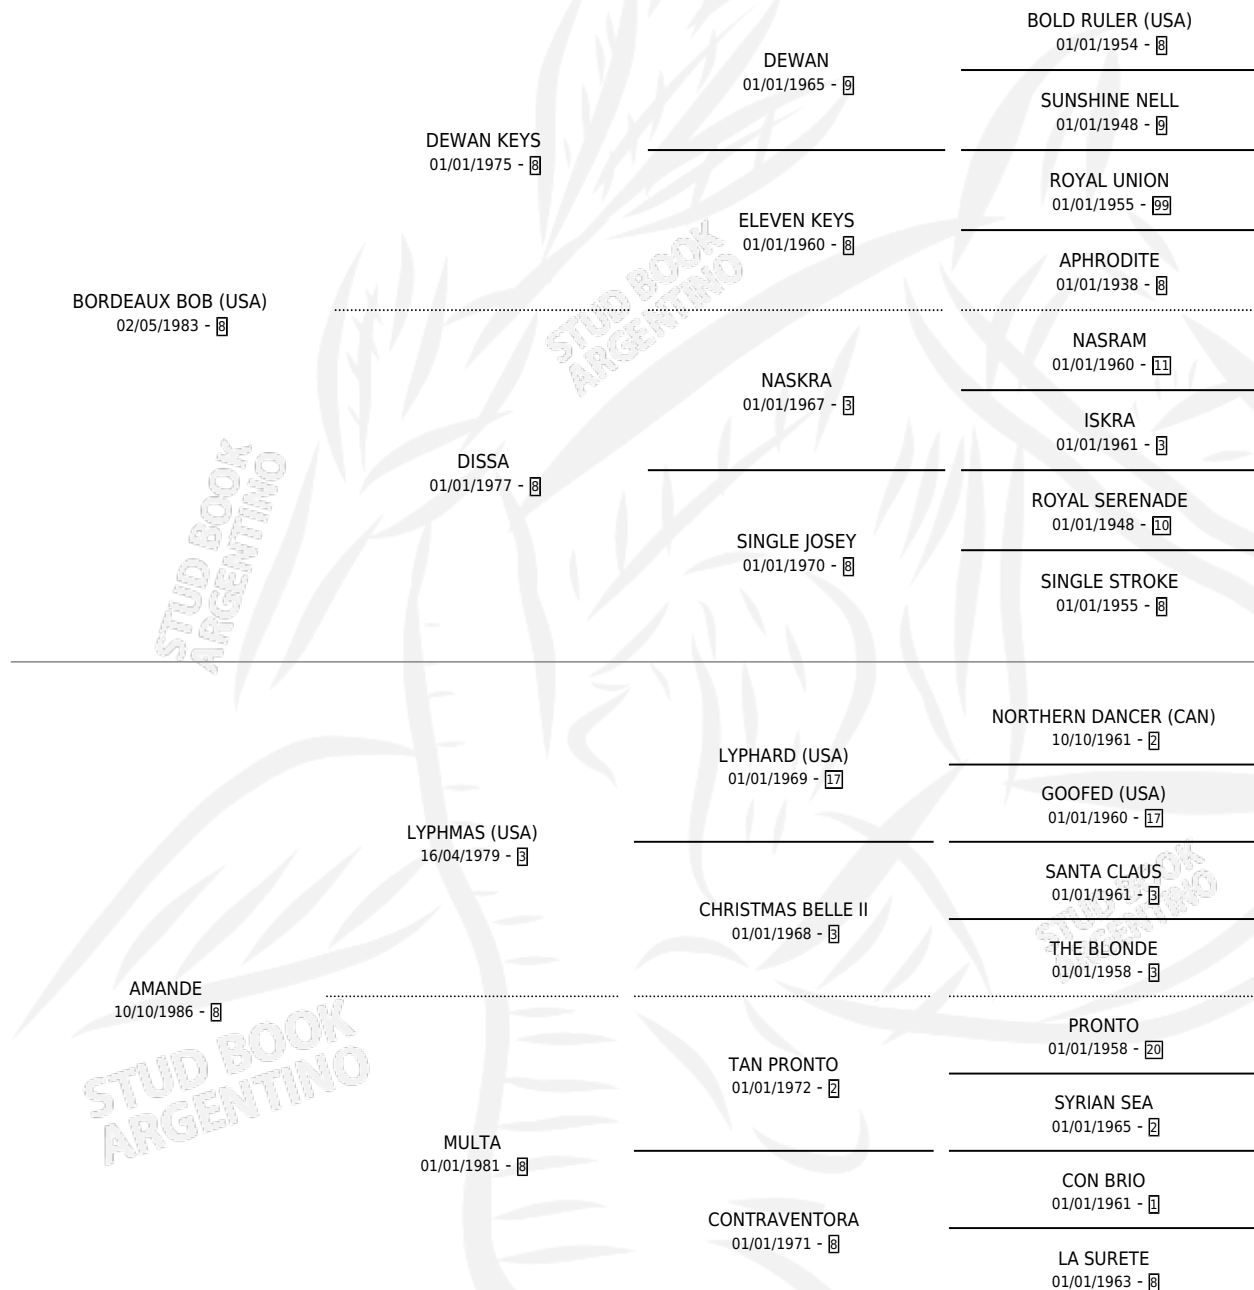 BORDEAUX BOB (USA)
02/05/1983 - 8
DEWAN KEYS
01/01/1975 - 8
DEWAN
01/01/1965 - 9
BOLD RULER (USA)
01/01/1954 - 8
SUNSHINE NELL
01/01/1948 - 9
ELEVEN KEYS
01/01/1960 - 8
ROYAL UNION
01/01/1955 - 99
APHRODITE
01/01/1938 - 8
DISSA
01/01/1977 - 8
NASKRA
01/01/1967 - 3
NASRAM
01/01/1960 - 11
ISKRA
01/01/1961 - 3
SINGLE JOSEY
01/01/1970 - 8
ROYAL SERENADE
01/01/1948 - 10
SINGLE STROKE
01/01/1955 - 8
AMANDE
10/10/1986 - 8
LYPHMAS (USA)
16/04/1979 - 3
LYPHARD (USA)
01/01/1969 - 17
NORTHERN DANCER (CAN)
10/10/1961 - 2
GOOFED (USA)
01/01/1960 - 17
CHRISTMAS BELLE II
01/01/1968 - 3
SANTA CLAUS
01/01/1961 - 3
THE BLONDE
01/01/1958 - 3
MULTA
01/01/1981 - 8
TAN PRONTO
01/01/1972 - 2
PRONTO
01/01/1958 - 20
SYRIAN SEA
01/01/1965 - 2
CONTRAVENTORA
01/01/1971 - 8
CON BRIO
01/01/1961 - 1
LA SURETE
01/01/1963 - 8
STUD BOOK
ARGENTINO
STUD BOOK
ARGENTINO
STUD BOOK
ARGENTINO
STUD BOOK
ARGENTINO